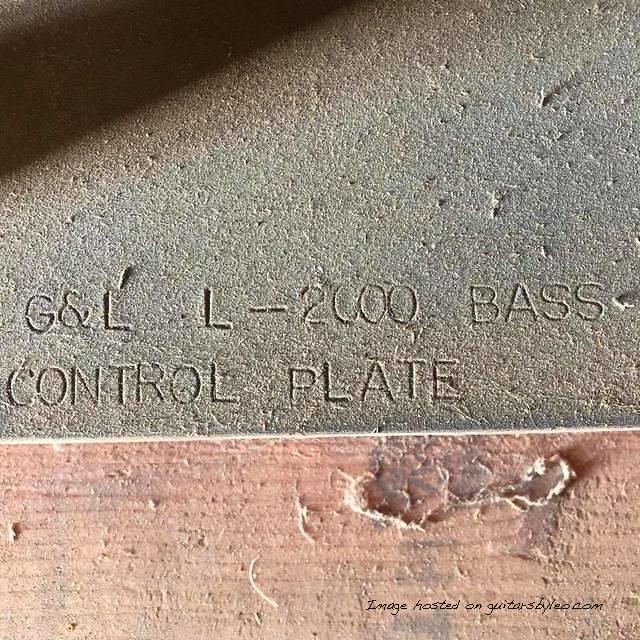 G&L L-2000 BASS-
CONTROL PLATE
Image hosted on guitarsbyleo.com